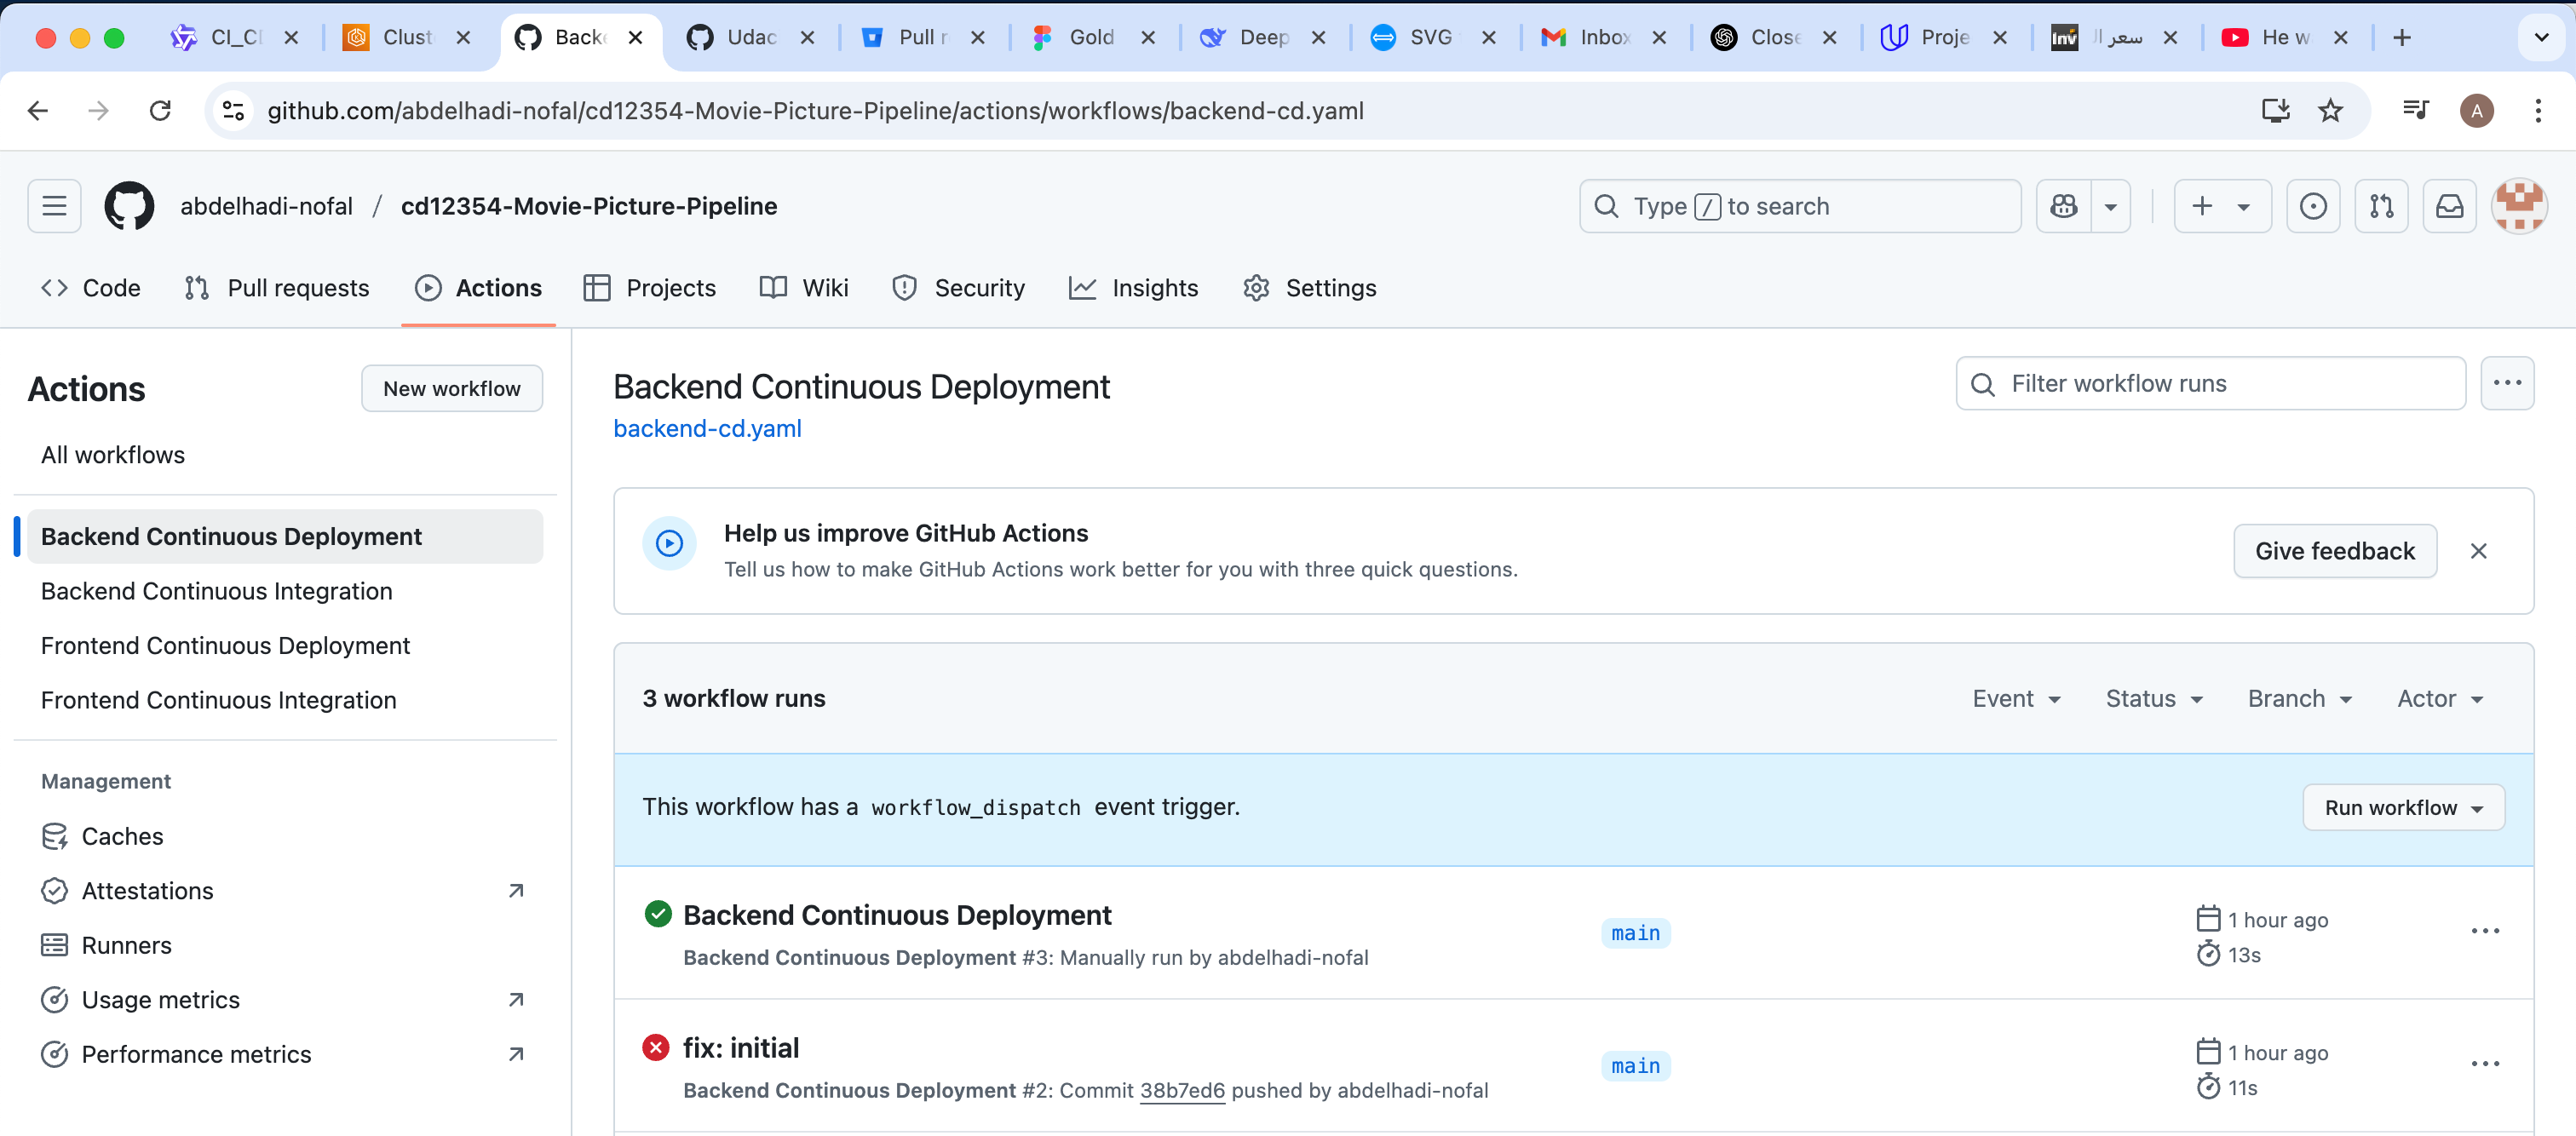 CI_C
Clust
Back
Udac
Pull r
Gold
Deep
SVG
Inbox
Close
Proje
Inv سعر ال
He w
github.com/abdelhadi-nofal/cd12354-Movie-Picture-Pipeline/actions/workflows/backend-cd.yaml
A
abdelhadi-nofal / cd12354-Movie-Picture-Pipeline
Type / to search
Code
Pull requests
Actions
Projects
Wiki
Security
Insights
Settings
Actions
New workflow
All workflows
Backend Continuous Deployment
Backend Continuous Integration
Frontend Continuous Deployment
Frontend Continuous Integration
Management
Caches
Attestations
Runners
Usage metrics
Performance metrics
Backend Continuous Deployment
Filter workflow runs
backend-cd.yaml
Help us improve GitHub Actions
Tell us how to make GitHub Actions work better for you with three quick questions.
Give feedback
3 workflow runs
Event
Status
Branch
Actor
This workflow has a workflow_dispatch event trigger.
Run workflow
Backend Continuous Deployment
Backend Continuous Deployment #3: Manually run by abdelhadi-nofal
main
1 hour ago
13s
fix: initial
Backend Continuous Deployment #2: Commit 38b7ed6 pushed by abdelhadi-nofal
main
1 hour ago
11s